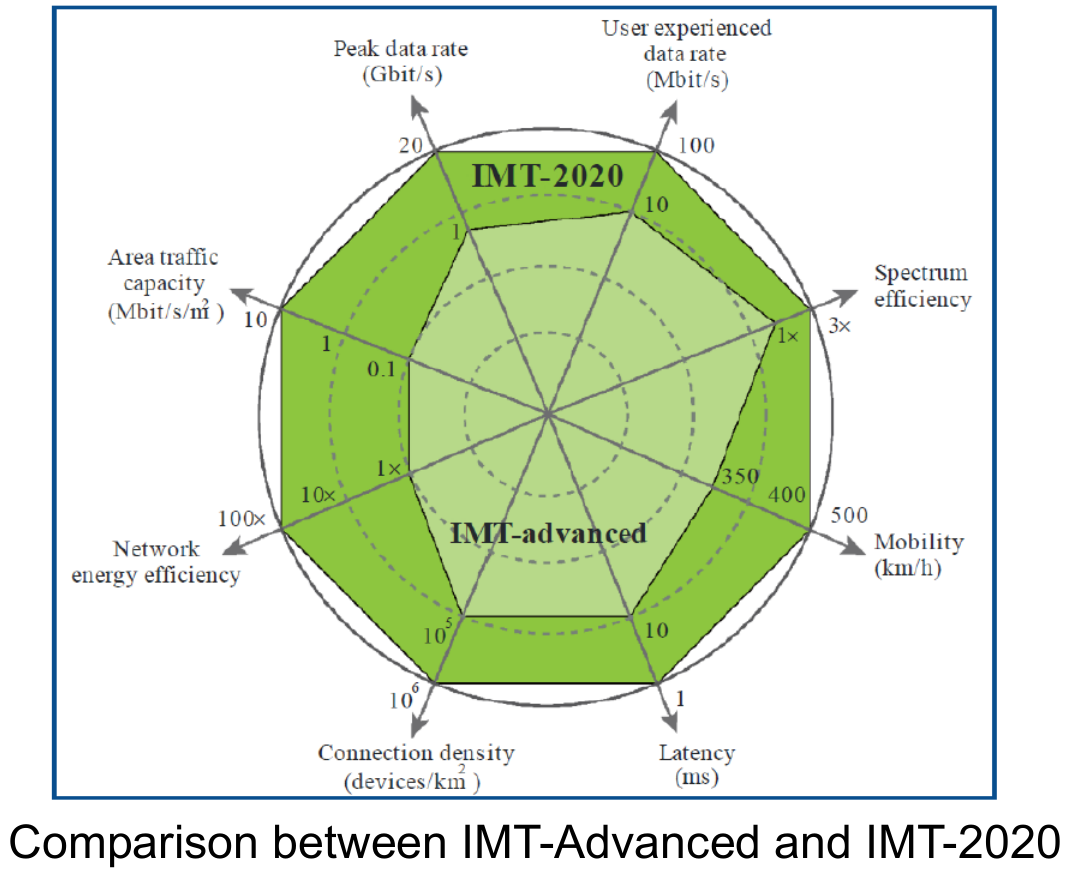 User experienced
data rate
(Mbit/s)
Peak data rate
(Gbit/s)
20
100
IMT-2020
1
10
Area traffic
capacity
(Mbit/s/m²)
Spectrum
efficiency
10
1
0.1
1×
3×
1×
10×
100×
350
400
500
Network
energy efficiency
IMT-advanced
Mobility
(km/h)
10⁵
10
10⁶
1
Connection density
(devices/km²)
Latency
(ms)
Comparison between IMT-Advanced and IMT-2020